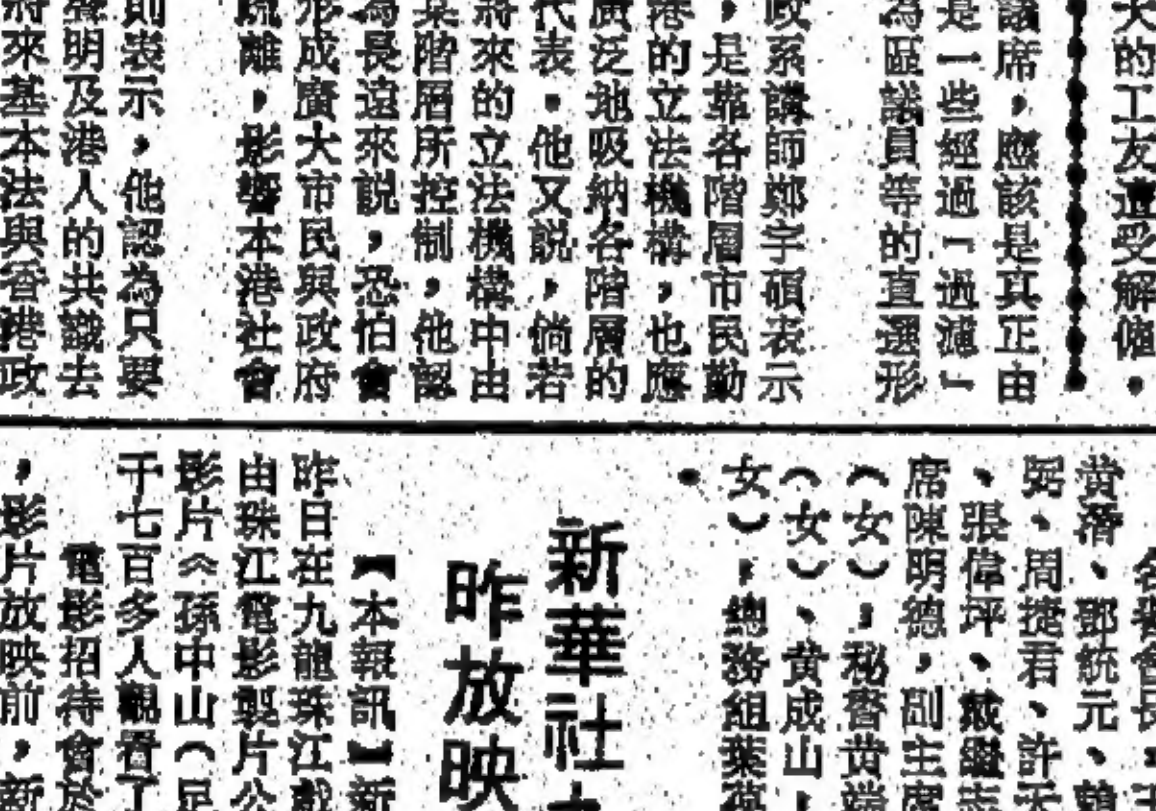 大的工友遭受解僱。
議席，應該是真正由
是一些經過「過濾」
為區議員等的直選形
政系講師鄭宇碩表示
，是靠各階層市民勤
港的立法機構，也應
廣泛地吸納各階層的
代表。他又說，倘若
將來的立法機構中由
某階層所控制，他認
為長遠來說，恐怕會
形成廣大市民與政府
疏離，影響本港社會
則表示，他認為只要
聲明及港人的共識去
將來基本法與香港政
名譽會長：王
黃濟、鄧統元、
弼、周捷君、許
、張偉坪、戴繼志
席陳明德，副主席
（女），秘書黃端
（女）、黃成山，
女），總務組葉
。
新華社
昨放映
【本報訊】新
昨日在九龍珠江戲
由珠江電影製片公
影片《孫中山（足
千七百多人觀看了
電影招待會於
，影片放映前，新